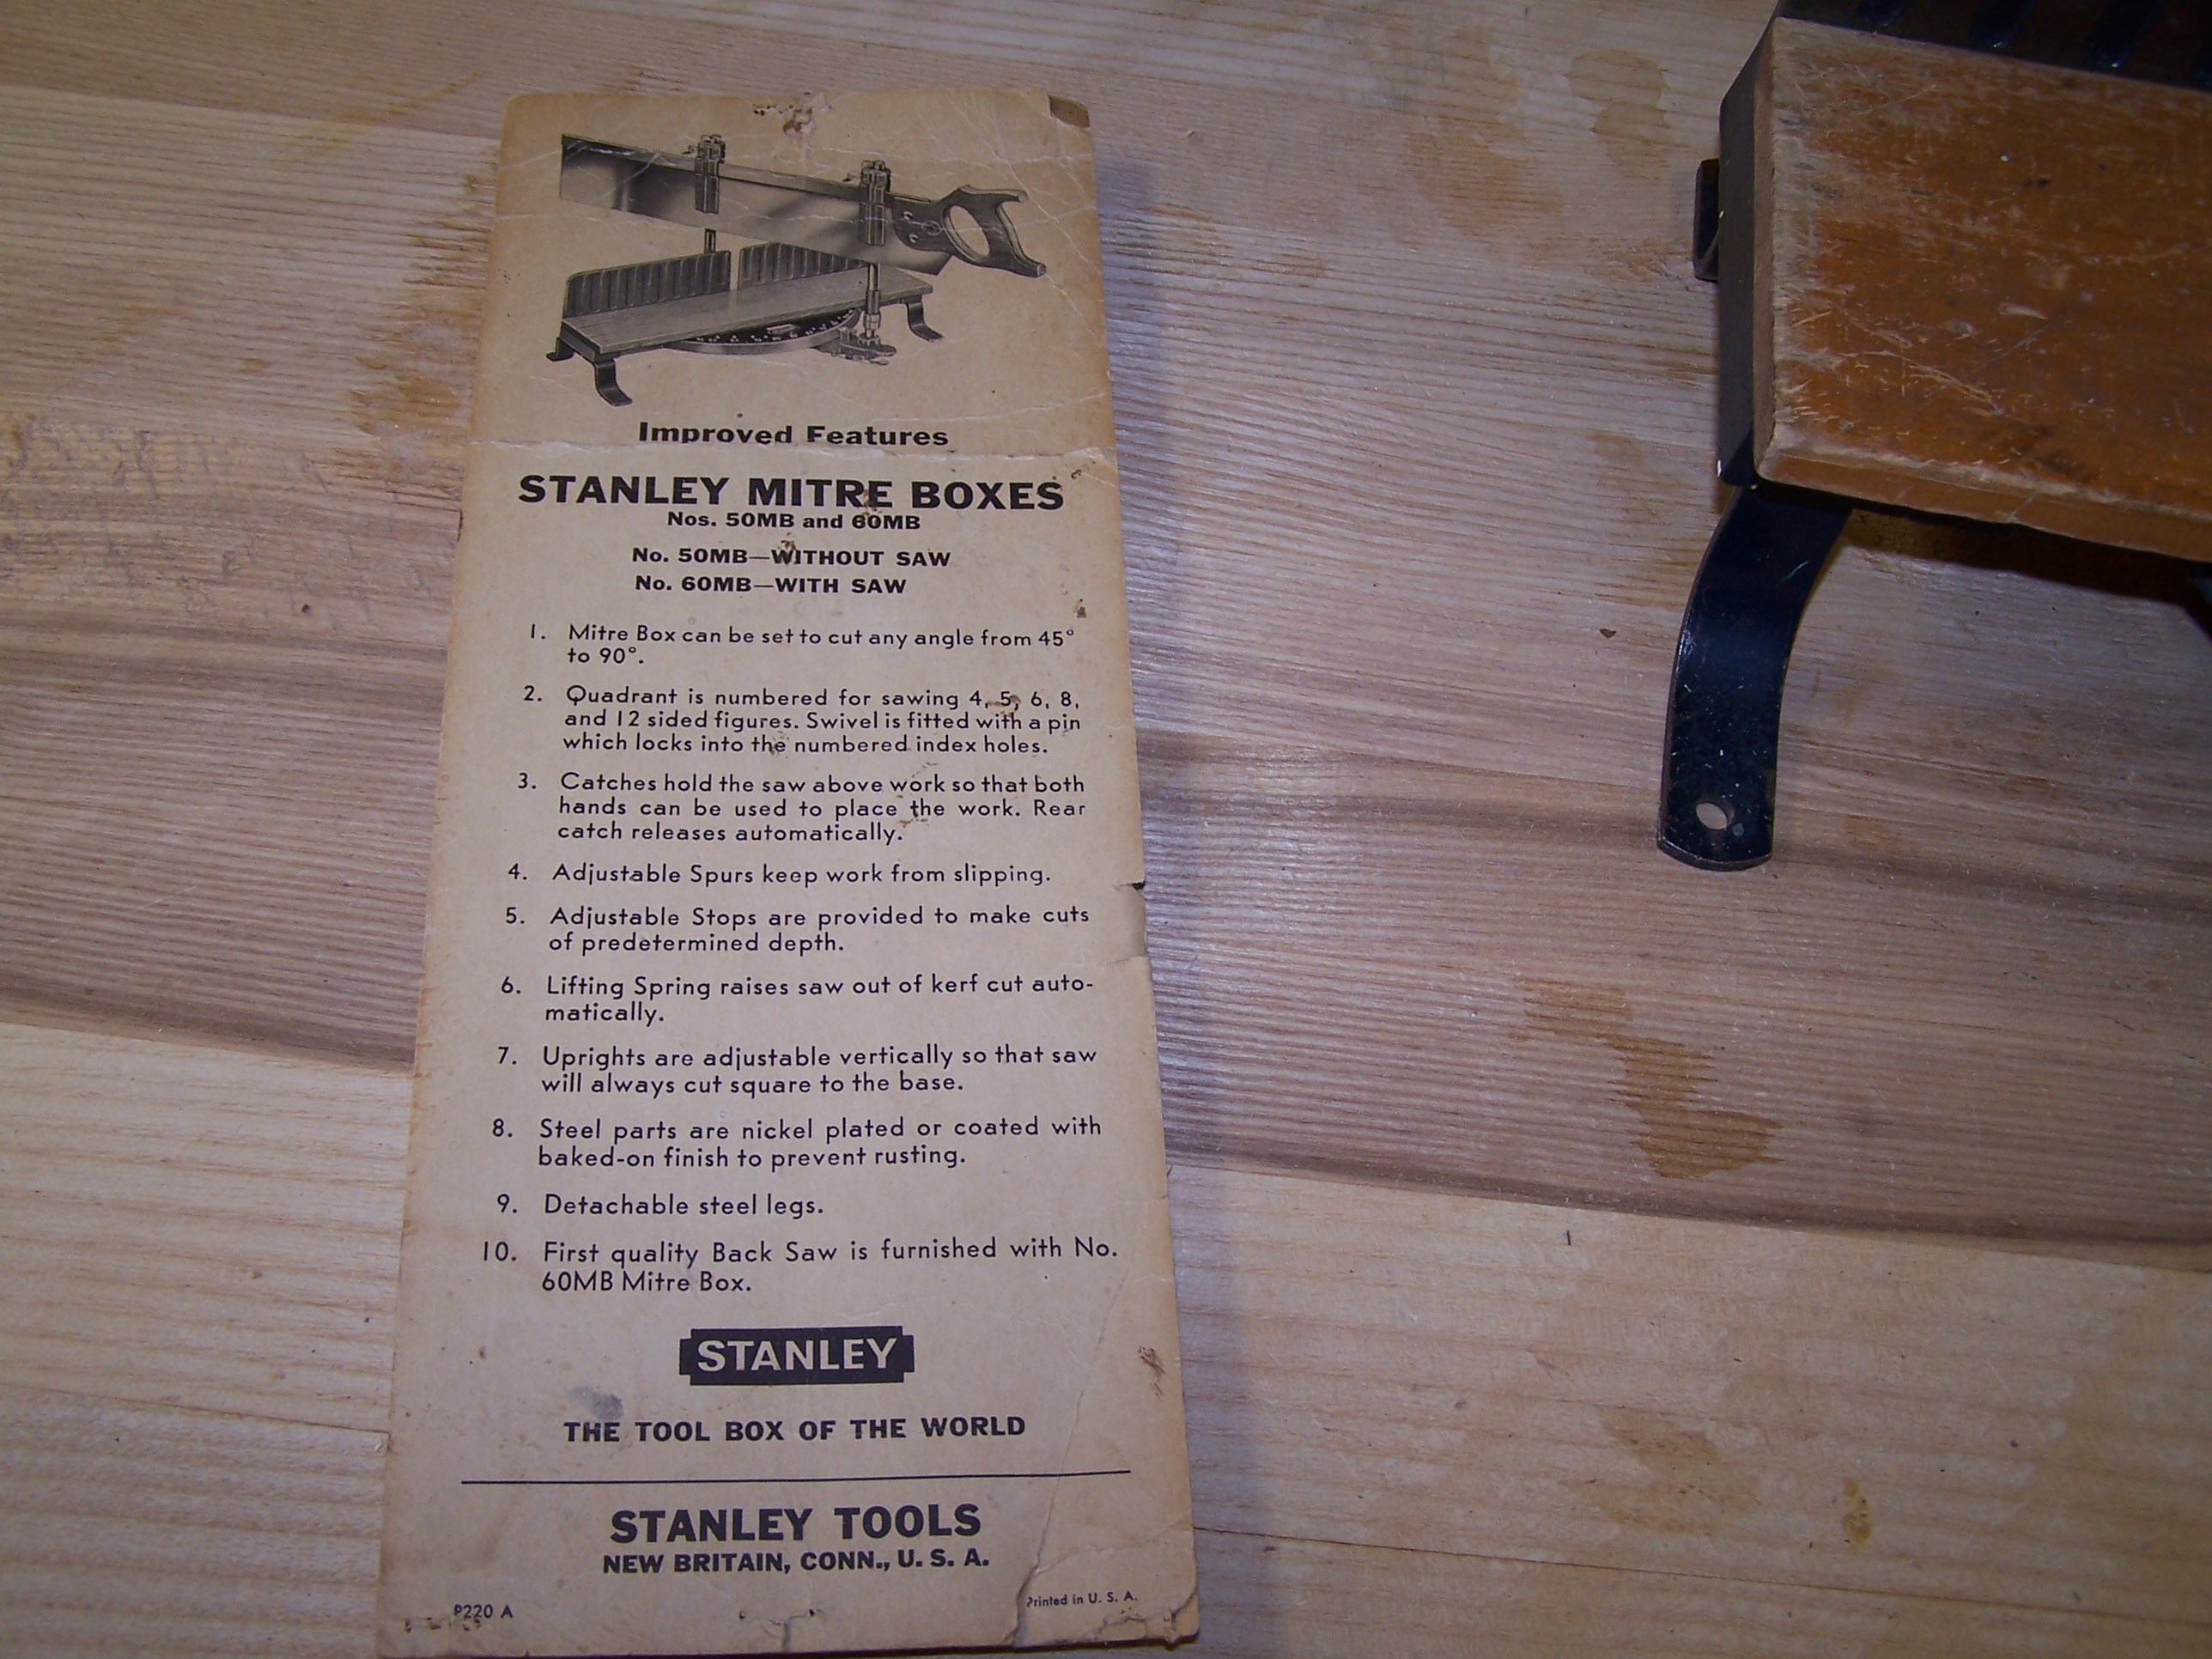 Improved Features
STANLEY MITRE BOXES
Nos. 50MB and 60MB
No. 50MB—WITHOUT SAW
No. 60MB—WITH SAW
1. Mitre Box can be set to cut any angle from 45°
to 90°.
2. Quadrant is numbered for sawing 4, 5, 6, 8,
and 12 sided figures. Swivel is fitted with a pin
which locks into the numbered index holes.
3. Catches hold the saw above work so that both
hands can be used to place the work. Rear
catch releases automatically.
4. Adjustable Spurs keep work from slipping.
5. Adjustable Stops are provided to make cuts
of predetermined depth.
6. Lifting Spring raises saw out of kerf cut auto-
matically.
7. Uprights are adjustable vertically so that saw
will always cut square to the base.
8. Steel parts are nickel plated or coated with
baked-on finish to prevent rusting.
9. Detachable steel legs.
10. First quality Back Saw is furnished with No.
60MB Mitre Box.
STANLEY
THE TOOL BOX OF THE WORLD
STANLEY TOOLS
NEW BRITAIN, CONN., U. S. A.
P220 A
Printed in U. S. A.